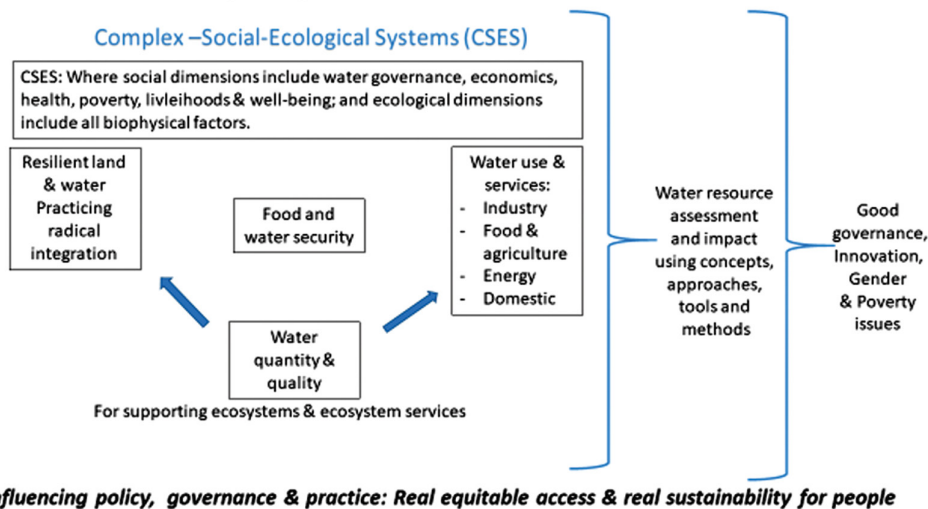 Complex –Social-Ecological Systems (CSES)
CSES: Where social dimensions include water governance, economics,
health, poverty, livleihoods & well-being; and ecological dimensions
include all biophysical factors.
Resilient land
& water
Practicing
radical
integration
Food and
water security
Water use &
services:
- Industry
- Food &
agriculture
- Energy
- Domestic
Water
quantity &
quality
For supporting ecosystems & ecosystem services
Water resource
assessment
and impact
using concepts,
approaches,
tools and
methods
Good
governance,
Innovation,
Gender
& Poverty
issues
policy, governance & practice: Real equitable access & real sustainability for people